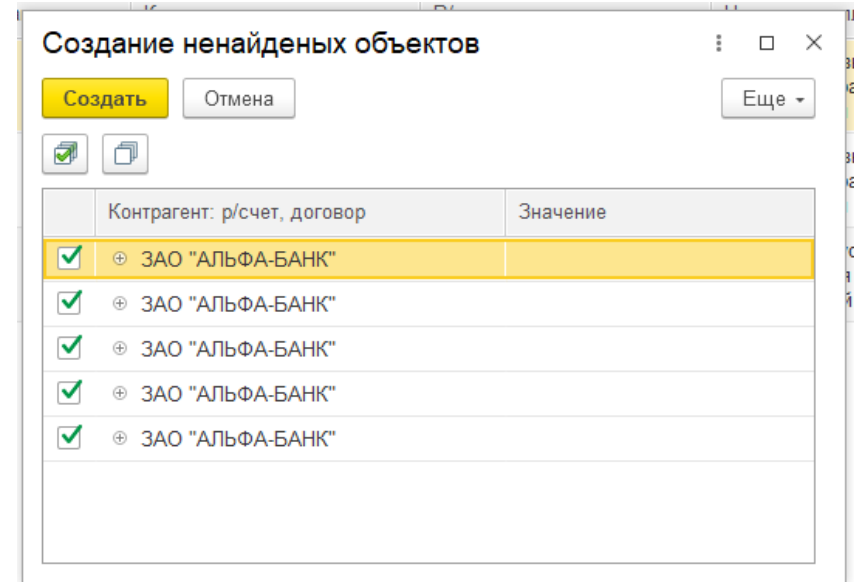 Создание ненайденых объектов
Создать Отмена Еще
Контрагент: р/счет, договор Значение
ЗАО "АЛЬФА-БАНК"
ЗАО "АЛЬФА-БАНК"
ЗАО "АЛЬФА-БАНК"
ЗАО "АЛЬФА-БАНК"
ЗАО "АЛЬФА-БАНК"